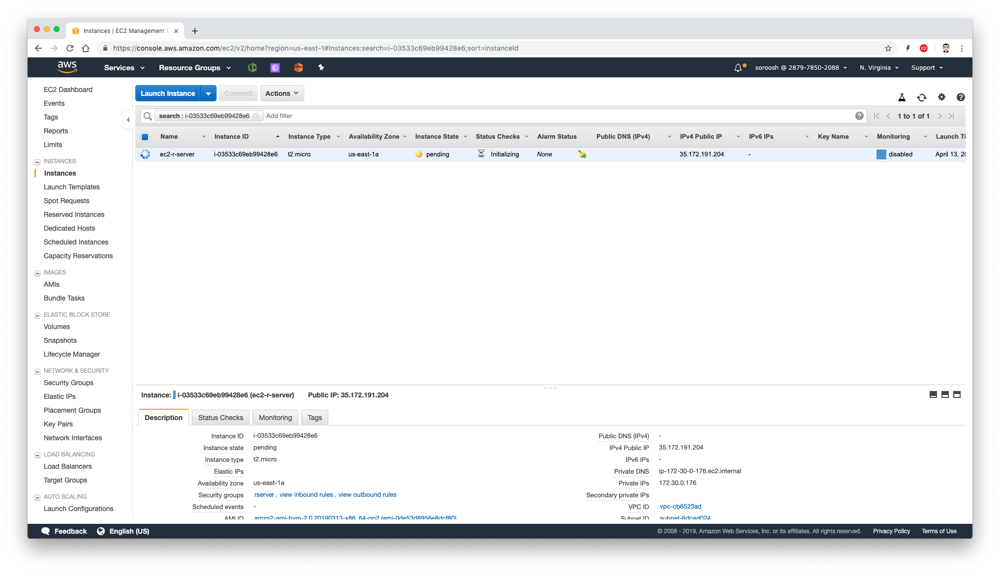 Instances | EC2 Management C
https://console.aws.amazon.com/ec2/v2/home?region=us-east-1#Instances:search=i-03533c69eb99428e6;sort=instanceId
aws Services Resource Groups soroosh @ 2879-7850-2088 N. Virginia Support
EC2 Dashboard
Events
Tags
Reports
Limits
INSTANCES
Instances
Launch Templates
Spot Requests
Reserved Instances
Dedicated Hosts
Scheduled Instances
Capacity Reservations
IMAGES
AMIs
Bundle Tasks
ELASTIC BLOCK STORE
Volumes
Snapshots
Lifecycle Manager
NETWORK & SECURITY
Security Groups
Elastic IPs
Placement Groups
Key Pairs
Network Interfaces
LOAD BALANCING
Load Balancers
Target Groups
AUTO SCALING
Launch Configurations
Launch Instance Connect Actions
search : i-03533c69eb99428e6 Add filter 1 to 1 of 1
Name Instance ID Instance Type Availability Zone Instance State Status Checks Alarm Status Public DNS (IPv4) IPv4 Public IP IPv6 IPs Key Name Monitoring Launch Ti
ec2-r-server i-03533c69eb99428e6 t2.micro us-east-1a pending Initializing None 35.172.191.204 - disabled April 13, 20
Instance: i-03533c69eb99428e6 (ec2-r-server) Public IP: 35.172.191.204
Description Status Checks Monitoring Tags
Instance ID i-03533c69eb99428e6
Instance state pending
Instance type t2.micro
Elastic IPs
Availability zone us-east-1a
Security groups rserver. view inbound rules. view outbound rules
Scheduled events -
AMI ID amzn2-ami-hvm-2.0.20190313-x86_64-gp2 (ami-0de53d8956e8dcf80)
Public DNS (IPv4) -
IPv4 Public IP 35.172.191.204
IPv6 IPs -
Private DNS ip-172-30-0-176.ec2.internal
Private IPs 172.30.0.176
Secondary private IPs
VPC ID vpc-cb6523ad
Subnet ID subnet-6dcad024
Feedback English (US) © 2008 - 2019, Amazon Web Services, Inc. or its affiliates. All rights reserved. Privacy Policy Terms of Use